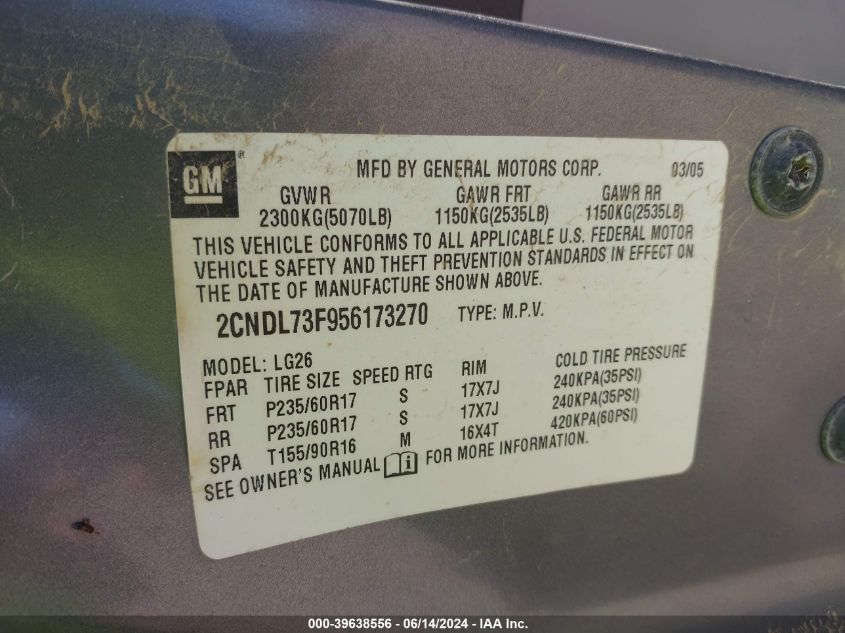 GM® MFD BY GENERAL MOTORS CORP. 03/05
GVWR GAWR FRT GAWR RR
2300KG(5070LB) 1150KG(2535LB) 1150KG(2535LB)
THIS VEHICLE CONFORMS TO ALL APPLICABLE U.S. FEDERAL MOTOR
VEHICLE SAFETY AND THEFT PREVENTION STANDARDS IN EFFECT ON
THE DATE OF MANUFACTURE SHOWN ABOVE.
2CNDL73F956173270 TYPE: M.P.V.
MODEL: LG26
FPAR TIRE SIZE SPEED RTG RIM COLD TIRE PRESSURE
FRT P235/60R17 S 17X7J 240KPA(35PSI)
RR P235/60R17 S 17X7J 240KPA(35PSI)
SPA T155/90R16 M 16X4T 420KPA(60PSI)
SEE OWNER'S MANUAL FOR MORE INFORMATION.
000-39638556 - 06/14/2024 - IAA Inc.